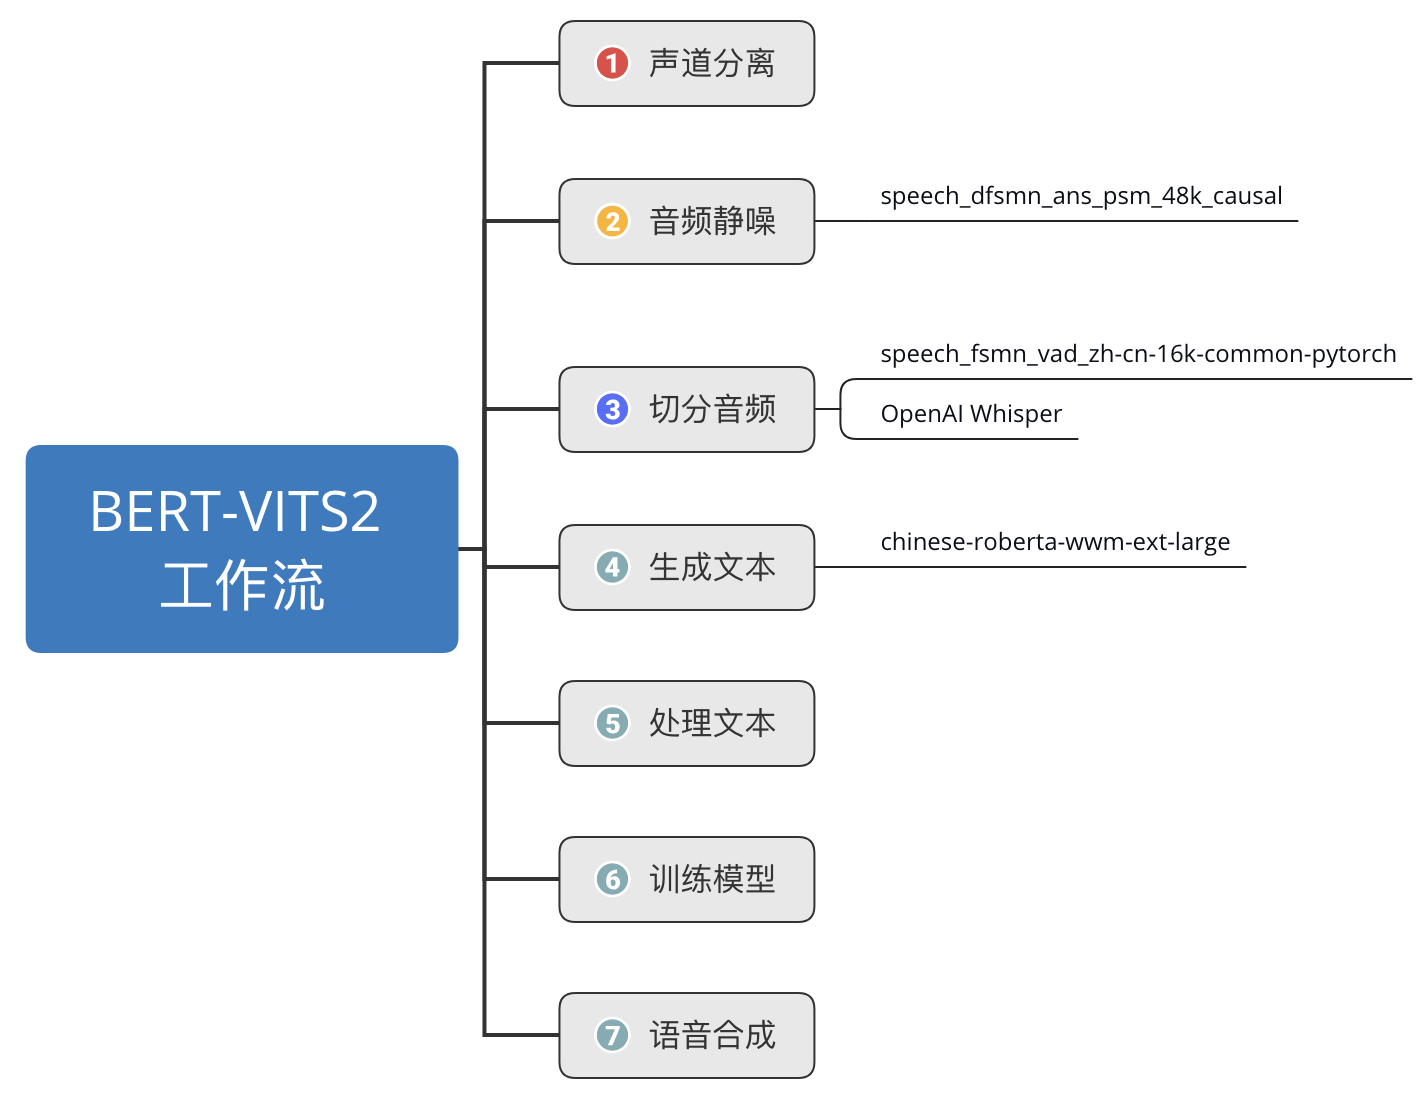 BERT-VITS2
工作流
1 声道分离
2 音频静噪
speech_dfsmn_ans_psm_48k_causal
3 切分音频
speech_fsmn_vad_zh-cn-16k-common-pytorch
OpenAI Whisper
4 生成文本
chinese-roberta-wwm-ext-large
5 处理文本
6 训练模型
7 语音合成